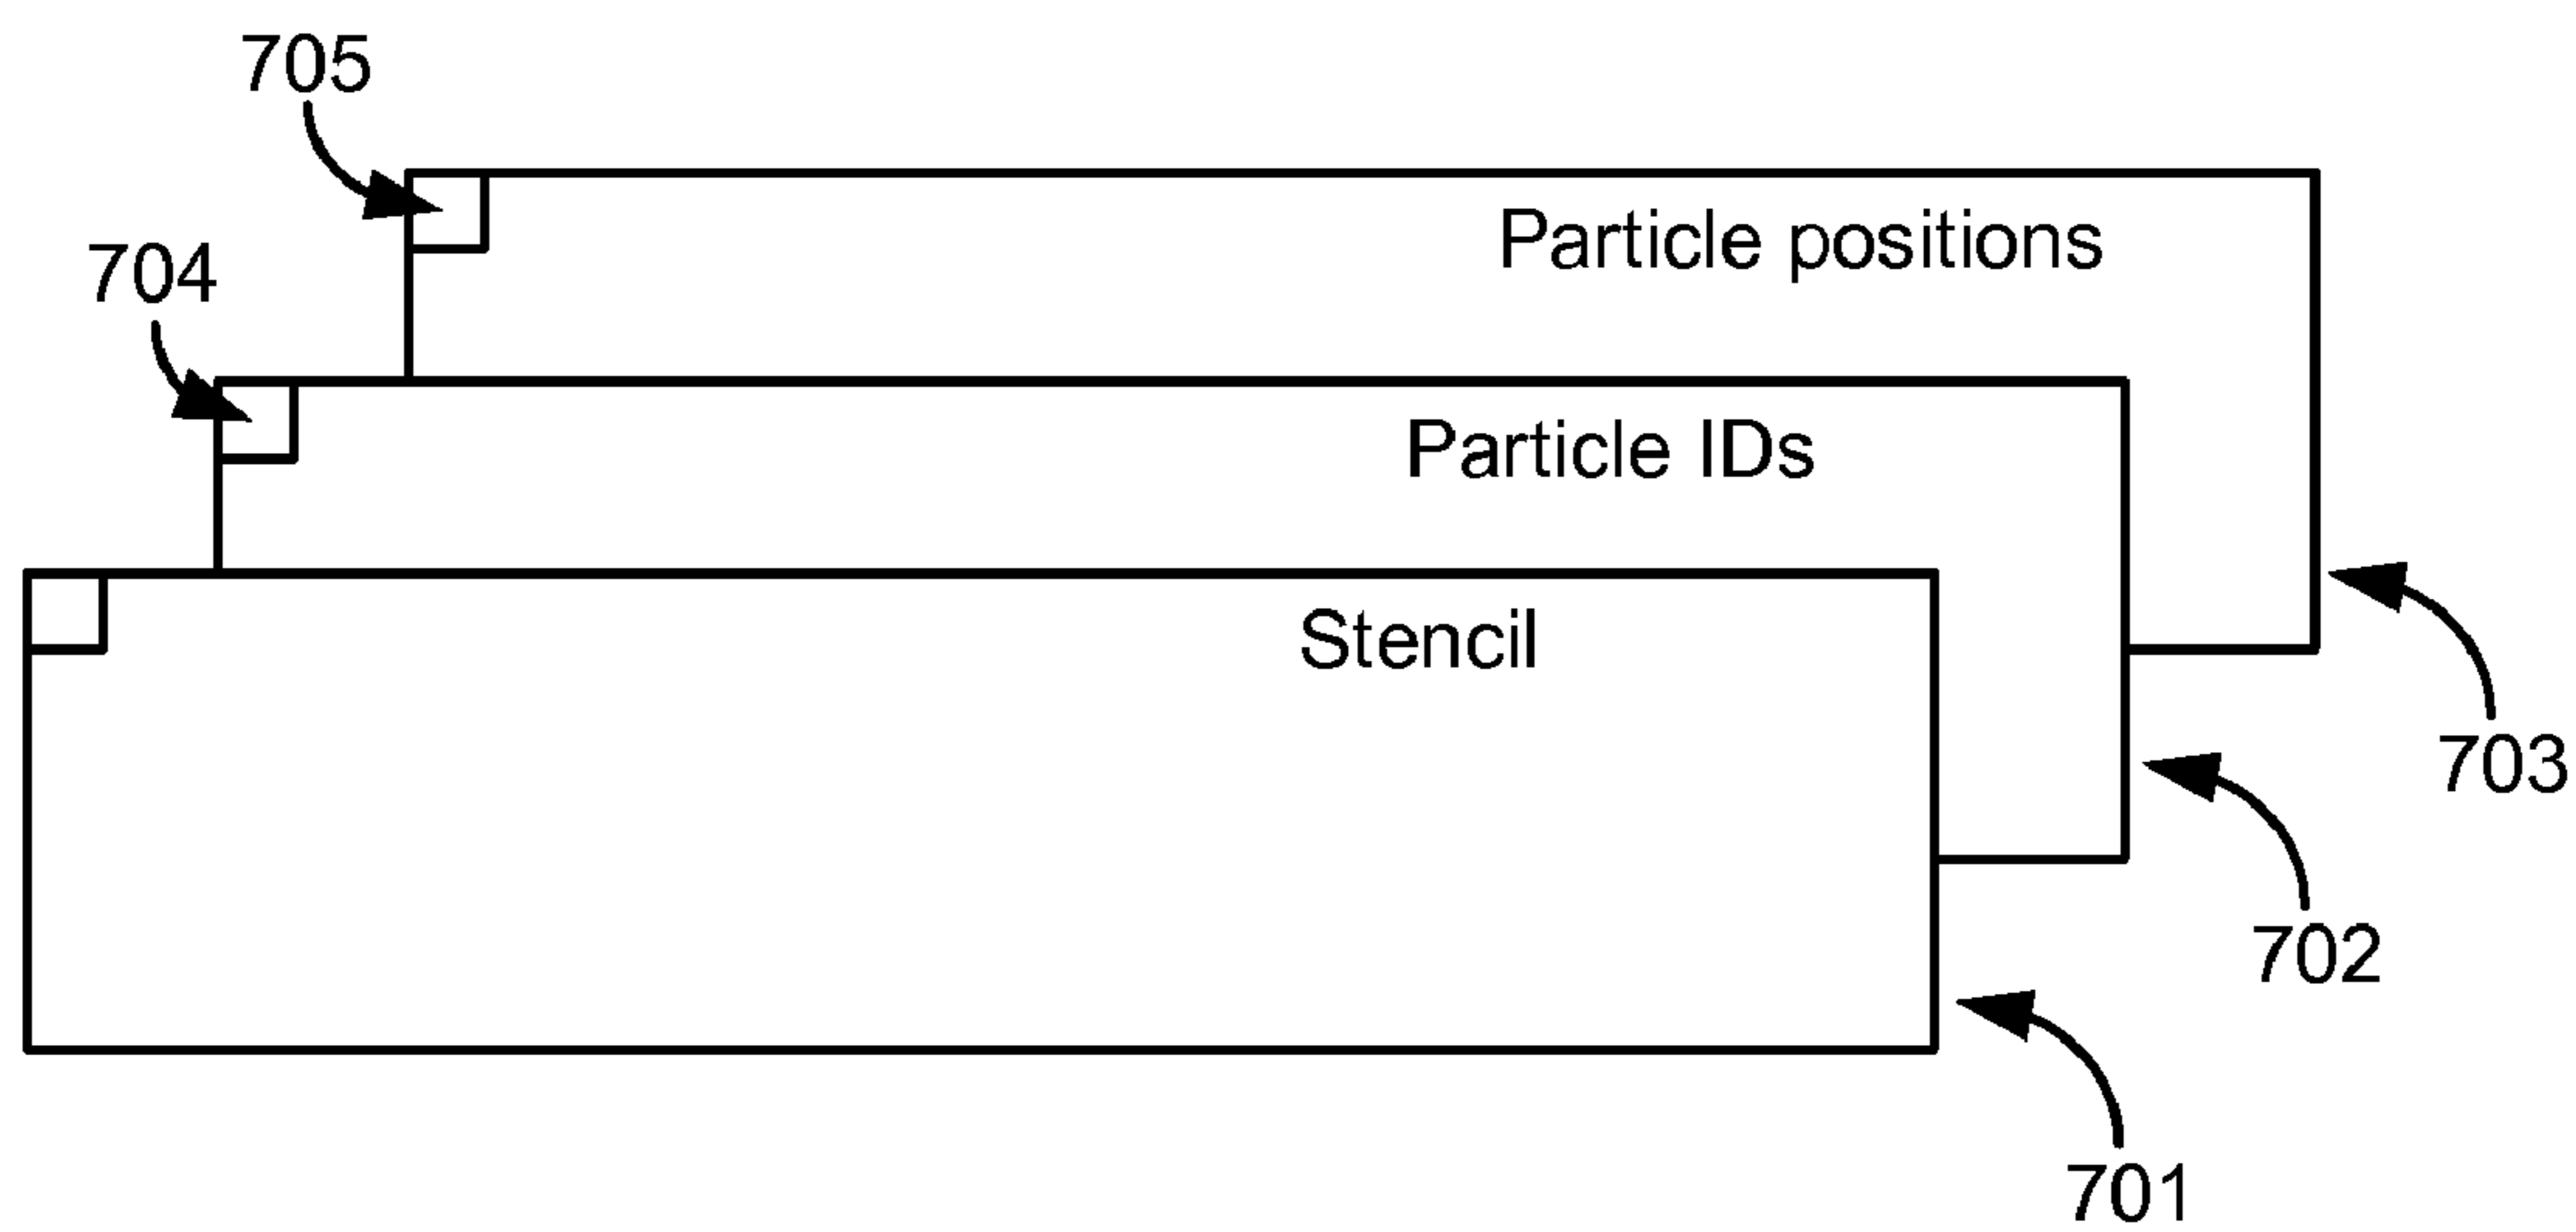 705
Particle positions
704
Particle IDs
Stencil
703
702
701